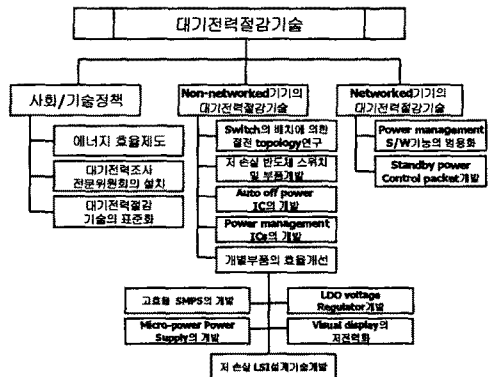 대기전력절감기술
사회/기술정책
에너지 효율제도
대기전력조사
전문위원회의 설치
대기전력절감
기술의 표준화
Non-networked기기의
대기전력절감기술
Switch의 배치에 의한
절전 topology연구
저 손실 반도체 스위치
및 부품개발
Auto off power
IC의 개발
Power management
ICs의 개발
개별부품의 효율개선
고효율 SMPS의 개발
LDO voltage
Regulator개발
Micro-power Power
Supply의 개발
Visual display의
저전력화
저 손실 LSI설계기술개발
Networked기기의
대기전력절감기술
Power management
S/W기능의 범용화
Standby power
Control packet개발